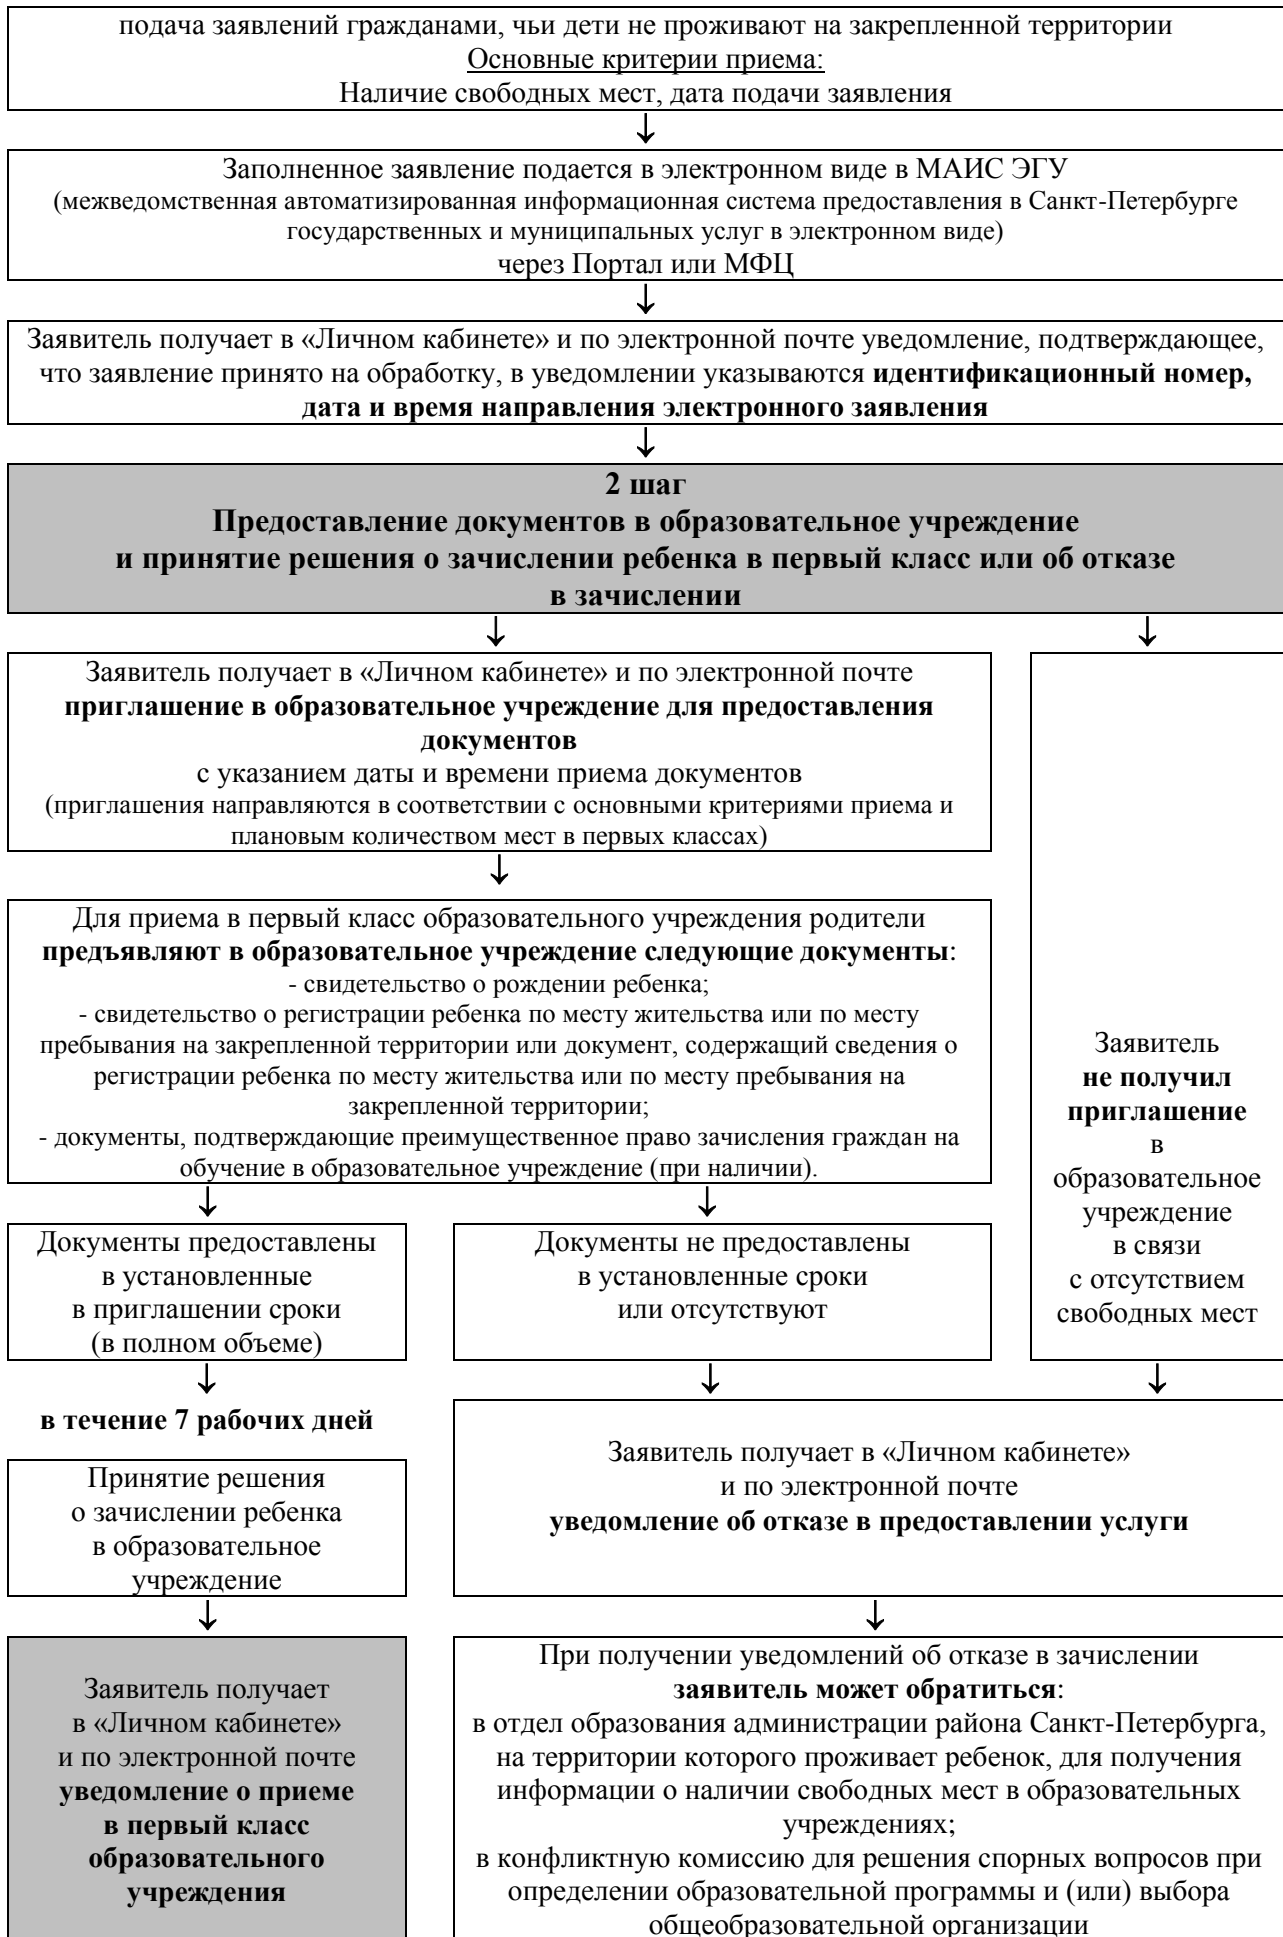 подача заявлений гражданами, чьи дети не проживают на закрепленной территории
Основные критерии приема:
Наличие свободных мест, дата подачи заявления
Заполненное заявление подается в электронном виде в МАИС ЭГУ
(межведомственная автоматизированная информационная система предоставления в Санкт-Петербурге
государственных и муниципальных услуг в электронном виде)
через Портал или МФЦ
Заявитель получает в «Личном кабинете» и по электронной почте уведомление, подтверждающее,
что заявление принято на обработку, в уведомлении указываются идентификационный номер,
дата и время направления электронного заявления
2 шаг
Предоставление документов в образовательное учреждение
и принятие решения о зачислении ребенка в первый класс или об отказе
в зачислении
Заявитель получает в «Личном кабинете» и по электронной почте
приглашение в образовательное учреждение для предоставления
документов
с указанием даты и времени приема документов
(приглашения направляются в соответствии с основными критериями приема и
плановым количеством мест в первых классах)
Для приема в первый класс образовательного учреждения родители
предъявляют в образовательное учреждение следующие документы:
- свидетельство о рождении ребенка;
- свидетельство о регистрации ребенка по месту жительства или по месту
пребывания на закрепленной территории или документ, содержащий сведения о
регистрации ребенка по месту жительства или по месту пребывания на
закрепленной территории;
- документы, подтверждающие преимущественное право зачисления граждан на
обучение в образовательное учреждение (при наличии).
Заявитель
не получил
приглашение
в
образовательное
учреждение
в связи
с отсутствием
свободных мест
Документы предоставлены
в установленные
в приглашении сроки
(в полном объеме)
Документы не предоставлены
в установленные сроки
или отсутствуют
в течение 7 рабочих дней
Принятие решения
о зачислении ребенка
в образовательное
учреждение
Заявитель получает в «Личном кабинете»
и по электронной почте
уведомление об отказе в предоставлении услуги
Заявитель получает
в «Личном кабинете»
и по электронной почте
уведомление о приеме
в первый класс
образовательного
учреждения
При получении уведомлений об отказе в зачислении
заявитель может обратиться:
в отдел образования администрации района Санкт-Петербурга,
на территории которого проживает ребенок, для получения
информации о наличии свободных мест в образовательных
учреждениях;
в конфликтную комиссию для решения спорных вопросов при
определении образовательной программы и (или) выбора
общеобразовательной организации